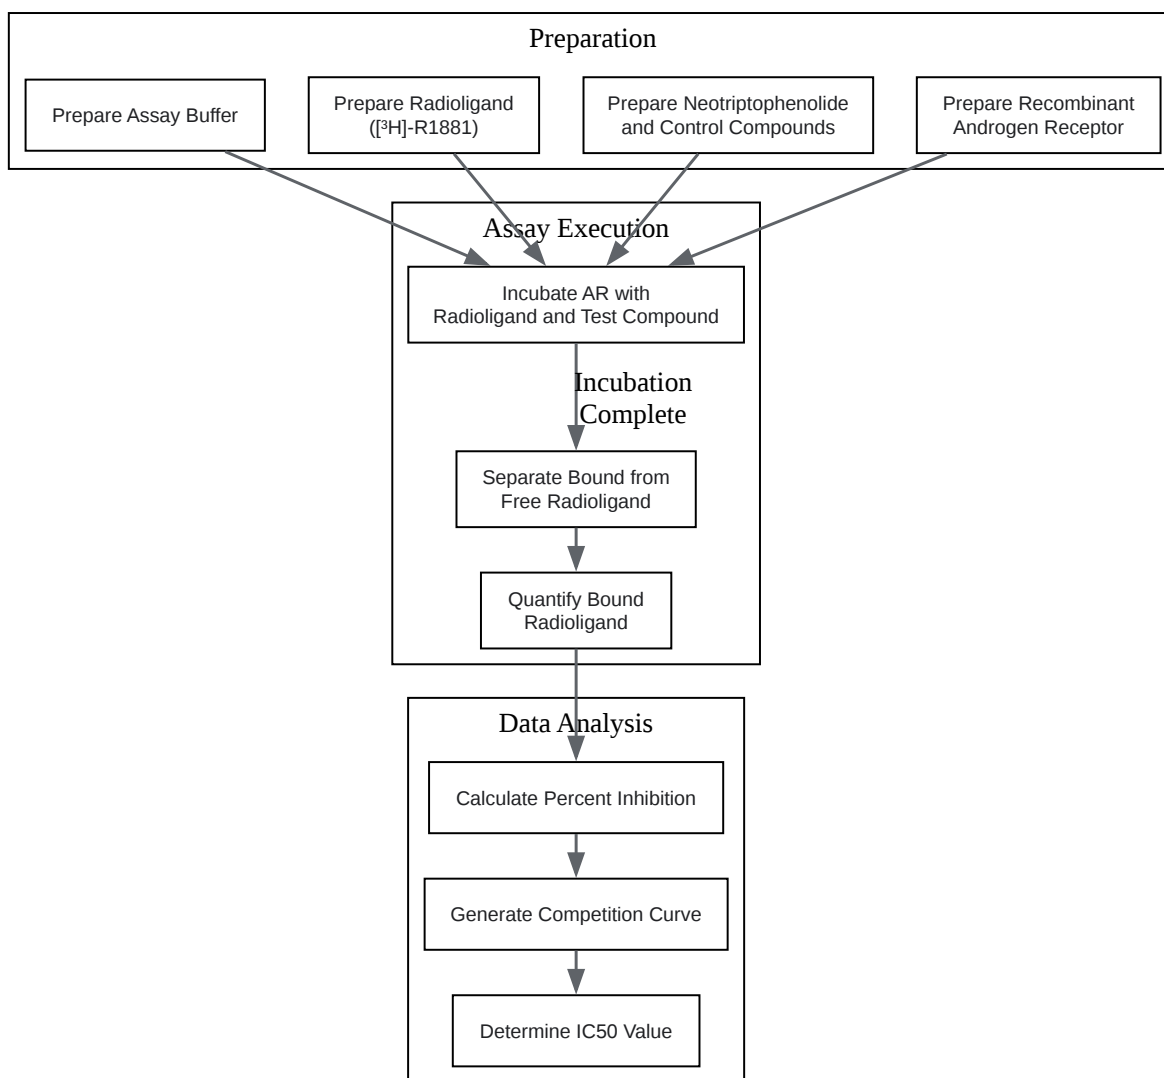 Preparation
Prepare Assay Buffer
Prepare Radioligand
([³H]-R1881)
Prepare Neotriptophenolide
and Control Compounds
Prepare Recombinant
Androgen Receptor
Assay Execution
Incubate AR with
Radioligand and Test Compound
Incubation
Complete
Separate Bound from
Free Radioligand
Quantify Bound
Radioligand
Data Analysis
Calculate Percent Inhibition
Generate Competition Curve
Determine IC50 Value